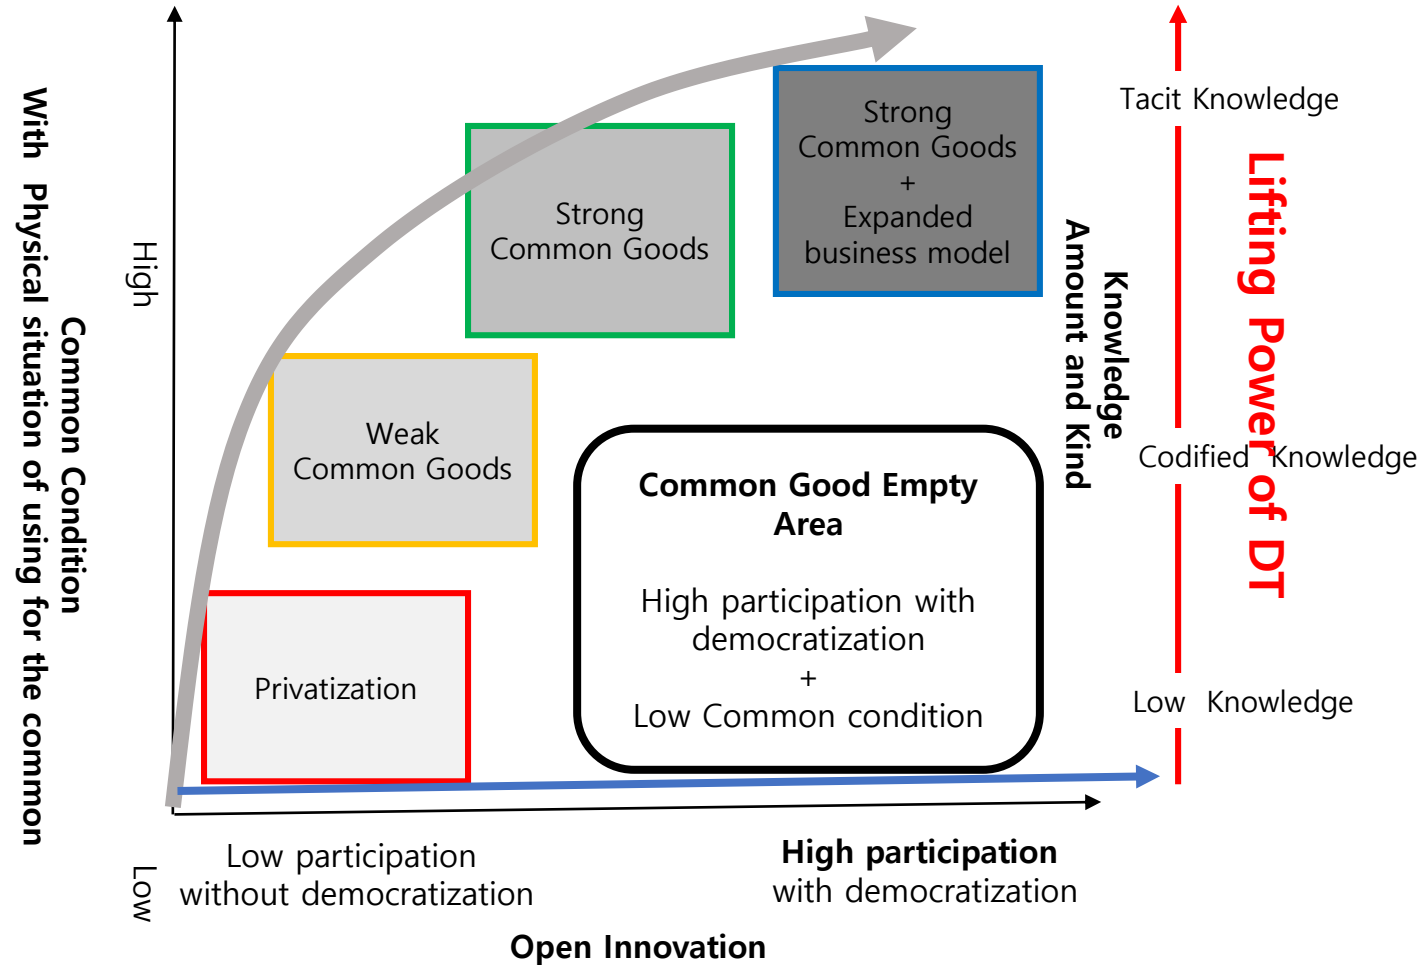 With Physical situation of using for the common
Common Condition
High
Low
Strong
Common Goods
+
Expanded
business model
Strong
Common Goods
Weak
Common Goods
Privatization
Common Good Empty
Area
High participation with
democratization
+
Low Common condition
Knowledge
Amount and Kind
Tacit Knowledge
Codified Knowledge
Low Knowledge
Lifting Power of DT
Low participation
without democratization
High participation
with democratization
Open Innovation